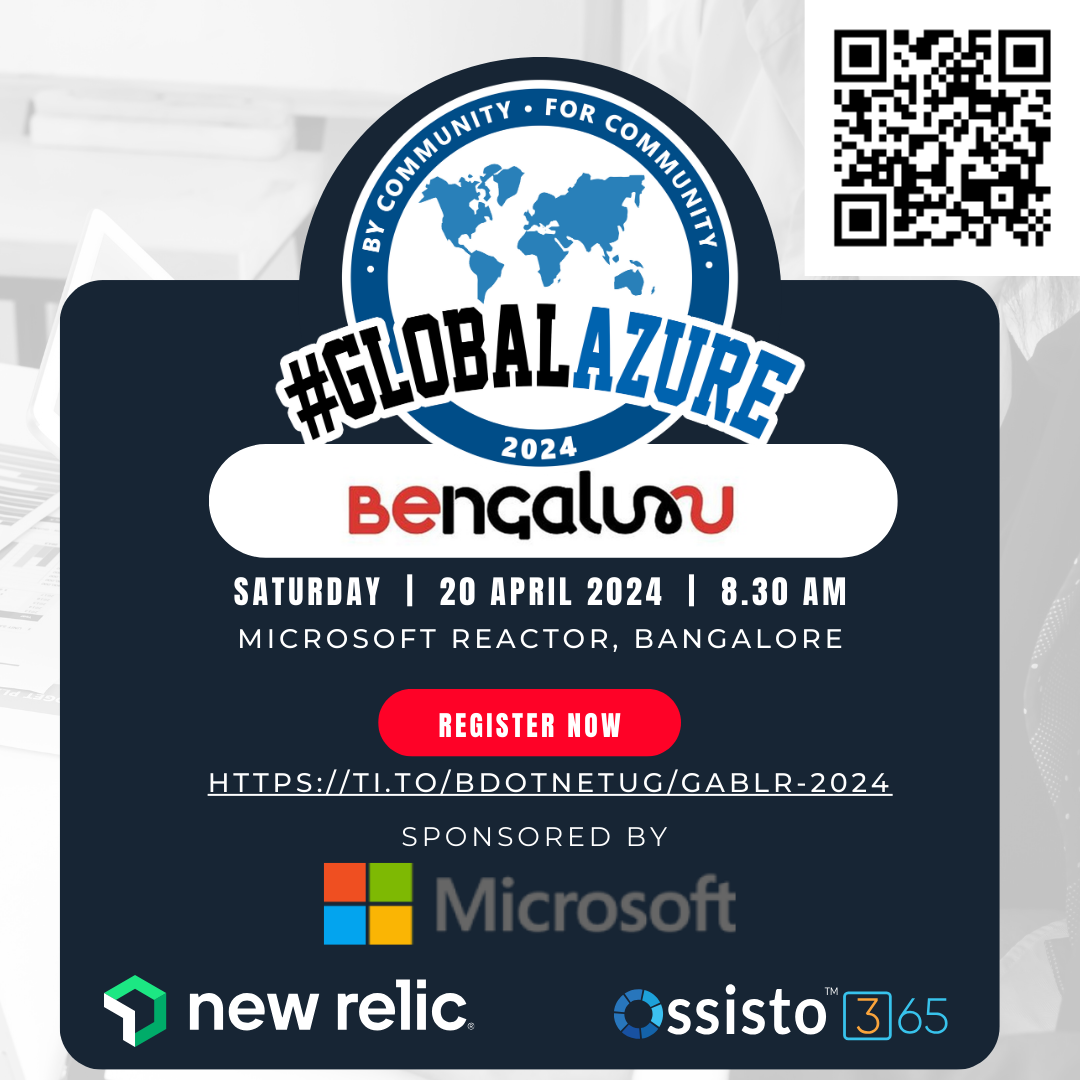 • BY COMMUNITY • FOR COMMUNITY •
#GLOBALAZURE
2024
Bengaluru
SATURDAY | 20 APRIL 2024 | 8.30 AM
MICROSOFT REACTOR, BANGALORE
REGISTER NOW
HTTPS://TI.TO/BDOTNETUG/GABLR-2024
SPONSORED BY
Microsoft
new relic®
Ossisto™ 365